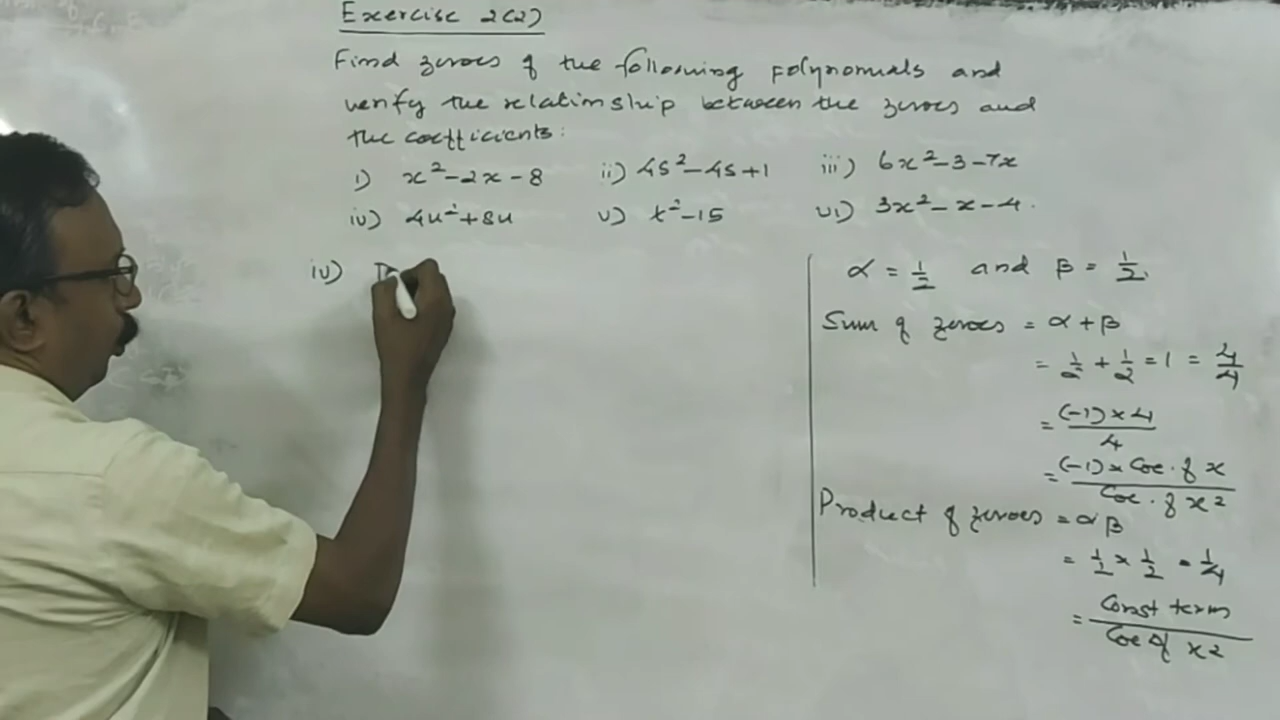 Exercise 2(2)
Find zeroes of the following polynomials and
verify the relationship between the zeroes and
the coefficients:
i) x²-2x-8 ii) 4s²-4s+1 iii) 6x²-3-7x
iv) 4u²+8u v) t²-15 vi) 3x²-x-4.
iv)
α = 1/2 and β = 1/2.
Sum of zeroes = α+β
= 1/2 + 1/2 = 1 = 4/4
= (-1)×4/4
= (-1)×Coe. of x/Coe. of x²
Product of zeroes = αβ
= 1/2 × 1/2 = 1/4
= Const term/Coe of x²